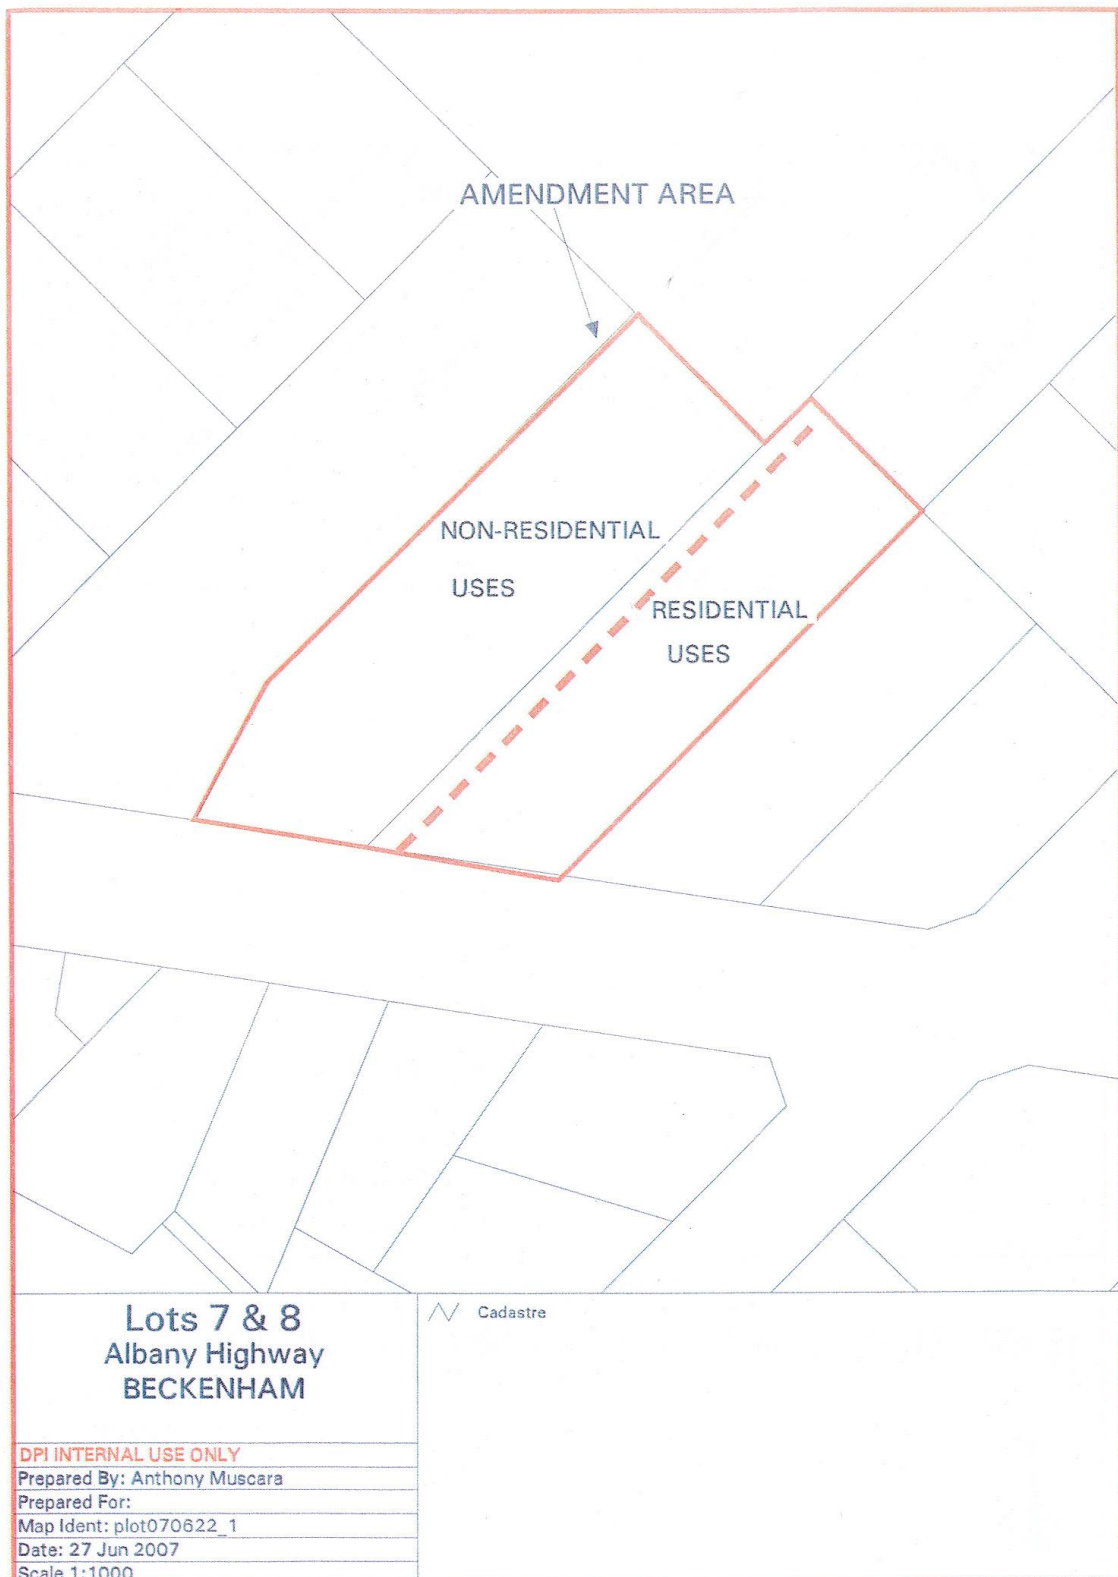 AMENDMENT AREA
NON-RESIDENTIAL
USES
RESIDENTIAL
USES
Lots 7 & 8
Albany Highway
BECKENHAM
Cadastre
DPI INTERNAL USE ONLY
Prepared By: Anthony Muscara
Prepared For:
Map Ident: plot070622_1
Date: 27 Jun 2007
Scale 1:1000